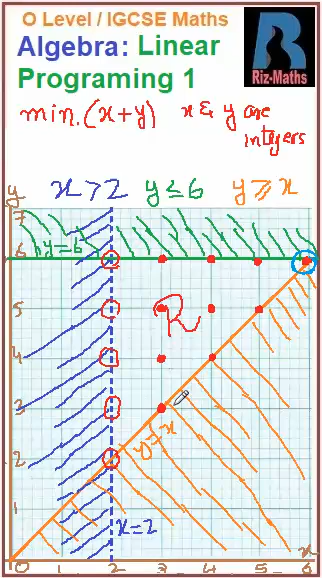 O Level / IGCSE Maths
Algebra: Linear
Programing 1
Riz-Maths
min. (x+y) x & y are
integers
x > 2 y ≤ 6 y ⩾ x
y
7
y=6
6
5
4
3
y=x
2
1
x=2
x
0 1 2 3 4 5 6
R